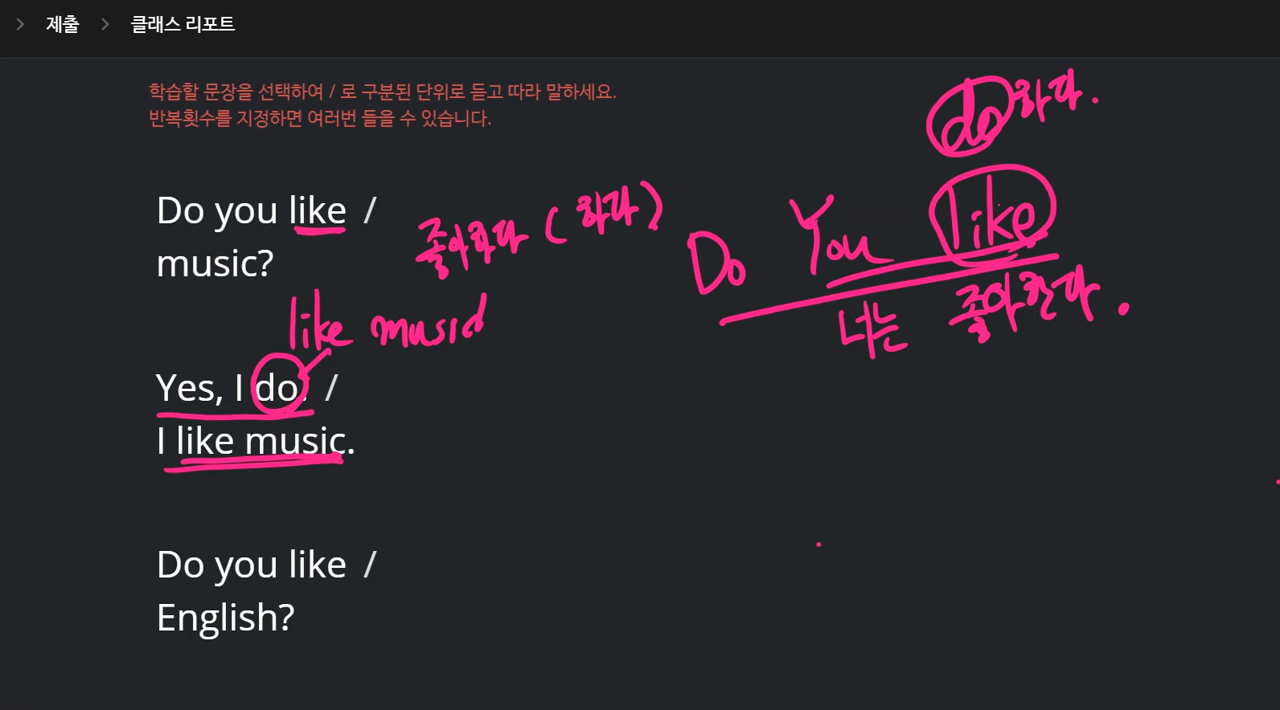 제출 > 클래스 리포트
학습할 문장을 선택하여 / 로 구분된 단위로 듣고 따라 말하세요.
반복횟수를 지정하면 여러번 들을 수 있습니다.
do 하다.
Do you like /
music?
좋아하다 (하다)
Do You like
너는 좋아한다.
like music
Yes, I do. /
I like music.
Do you like /
English?